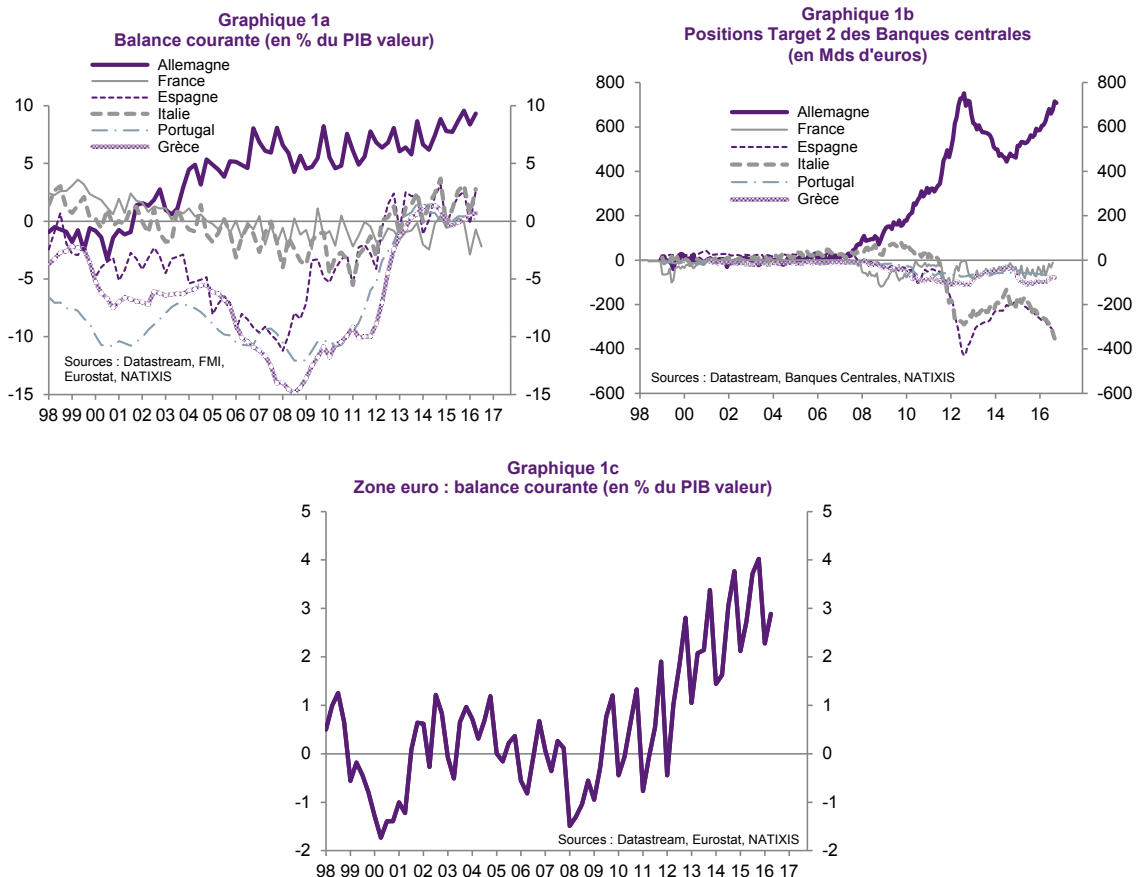 Graphique 1a
Balance courante (en % du PIB valeur)
Allemagne
France
Espagne
Italie
Portugal
Grèce
10 10
5 5
0 0
-5 -5
-10 -10
-15 -15
Sources : Datastream, FMI,
Eurostat, NATIXIS
98 99 00 01 02 03 04 05 06 07 08 09 10 11 12 13 14 15 16 17
Graphique 1b
Positions Target 2 des Banques centrales
(en Mds d'euros)
Allemagne
France
Espagne
Italie
Portugal
Grèce
800 800
600 600
400 400
200 200
0 0
-200 -200
-400 -400
-600 -600
Sources : Datastream, Banques Centrales, NATIXIS
98 00 02 04 06 08 10 12 14 16
Graphique 1c
Zone euro : balance courante (en % du PIB valeur)
5 5
4 4
3 3
2 2
1 1
0 0
-1 -1
-2 -2
Sources : Datastream, Eurostat, NATIXIS
98 99 00 01 02 03 04 05 06 07 08 09 10 11 12 13 14 15 16 17